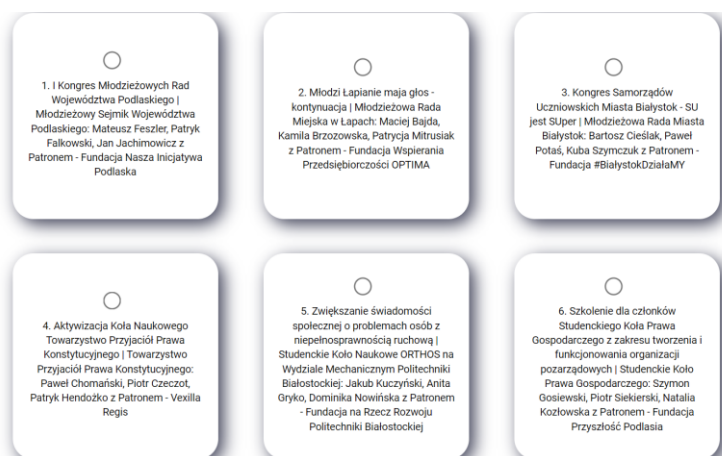 1. I Kongres Młodzieżowych Rad
Województwa Podlaskiego |
Młodzieżowy Sejmik Województwa
Podlaskiego: Mateusz Feszler, Patryk
Falkowski, Jan Jachimowicz z
Patronem - Fundacja Nasza Inicjatywa
Podlaska
2. Młodzi Łapianie maja głos -
kontynuacja | Młodzieżowa Rada
Miejska w Łapach: Maciej Bajda,
Kamila Brzozowska, Patrycja Mitrusiak
z Patronem - Fundacja Wspierania
Przedsiębiorczości OPTIMA
3. Kongres Samorządów
Uczniowskich Miasta Białystok - SU
jest SUper | Młodzieżowa Rada Miasta
Białystok: Bartosz Cieślak, Paweł
Potaś, Kuba Szymczuk z Patronem -
Fundacja #BiałystokDziałaMY
4. Aktywizacja Koła Naukowego
Towarzystwo Przyjaciół Prawa
Konstytucyjnego | Towarzystwo
Przyjaciół Prawa Konstytucyjnego:
Paweł Chomański, Piotr Czeczot,
Patryk Hendożko z Patronem - Vexilla
Regis
5. Zwiększanie świadomości
społecznej o problemach osób z
niepełnosprawnością ruchową |
Studenckie Koło Naukowe ORTHOS na
Wydziale Mechanicznym Politechniki
Białostockiej: Jakub Kuczyński, Anita
Gryko, Dominika Nowińska z Patronem
- Fundacja na Rzecz Rozwoju
Politechniki Białostockiej
6. Szkolenie dla członków
Studenckiego Koła Prawa
Gospodarczego z zakresu tworzenia i
funkcjonowania organizacji
pozarządowych | Studenckie Koło
Prawa Gospodarczego: Szymon
Gosiewski, Piotr Siekierski, Natalia
Kozłowska z Patronem - Fundacja
Przyszłość Podlasia